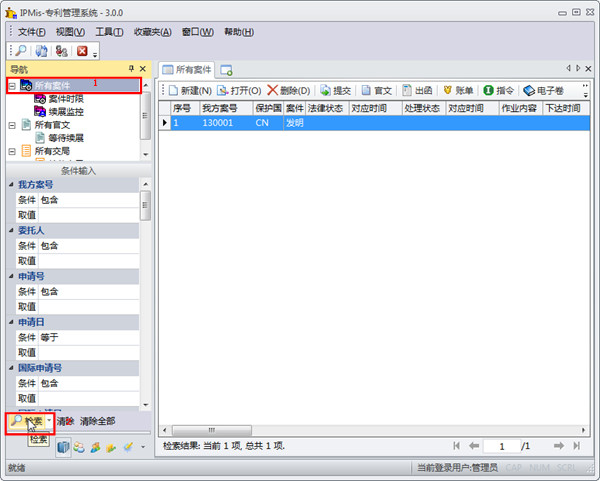 IPMis-专利管理系统 - 3.0.0
文件(F) 视图(V) 工具(T) 收藏夹(A) 窗口(W) 帮助(H)
导航
所有案件 1
案件时限
续展监控
所有官文
等待续展
所有交局
条件输入
我方案号
条件 包含
取值
委托人
条件 包含
取值
申请号
条件 包含
取值
申请日
条件 等于
取值
国际申请号
条件 包含
取值
检索 清除 清除全部
检索
所有案件
新建(N) 打开(O) 删除(D) 提交 官文 出函 账单 指令 电子卷
序号 我方案号 保护国 案件 法律状态 对应时间 处理状态 对应时间 作业内容 下达时间
1 130001 CN 发明
检索结果: 当前 1 项, 总共 1 项.
1 /1
就绪
当前登录用户:管理员 CAP NUM SCRL